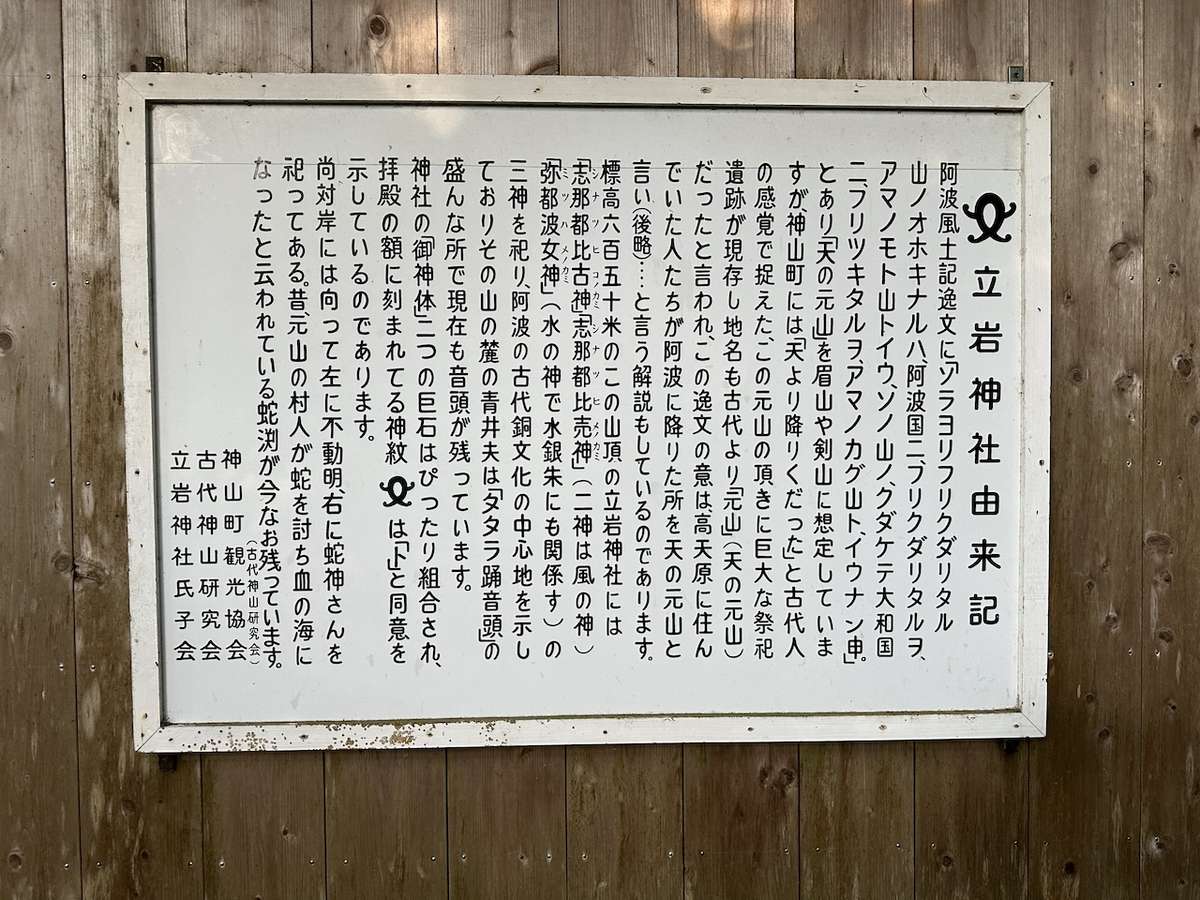 立岩神社由来記
阿波風土記逸文に「ソラヨリフリクダリタル
山ノオホキナルハ、阿波国ニ、ブリクダリタルヲ、
アマノモト山トイウ、ソノ山ノ、クダケテ大和国
ニ、フリツキタルヲ、アマノカグ山ト、イウナン申。」
とあり「天の元山」を眉山や剣山に想定していま
すが、神山町には「天より降りくだった」と古代人
の感覚で捉えた、この元山の頂きに巨大な祭祀
遺跡が現存し地名も古代より「元山」(天の元山)
だったと言われ、この逸文の意は、高天原に住ん
でいた人たちが阿波に降りた所を天の元山と
言い(後略)…と言う解説もしているのであります。
標高六百五十米のこの山頂、の立岩神社には
「志那都比古神」「志那都比売神」(二神は風の神)
シナツヒコノカミ シナツヒメノカミ
「弥都波女神」(水の神で水銀朱にも関係す)の
ミツハメノカミ
三神を祀り、阿波の古代銅文化の中心地を示し
ておりその山の麓の青井夫は「タタラ踊音頭」の
盛んな所で現在も音頭が残っています。
神社の「御神体」二つの巨石はぴったり組合され、
拝殿の額に刻まれてる神紋は「卜」と同意を
示しているのであります。
尚対岸には向って左に不動明、右に蛇神さんを
祀ってある。昔、元山の村人が蛇を討ち血の海に
なったと云われている蛇渕が今なお残っています。
(古代神山研究会)
神山町観光協会
古代神山研究会
立岩神社氏子会